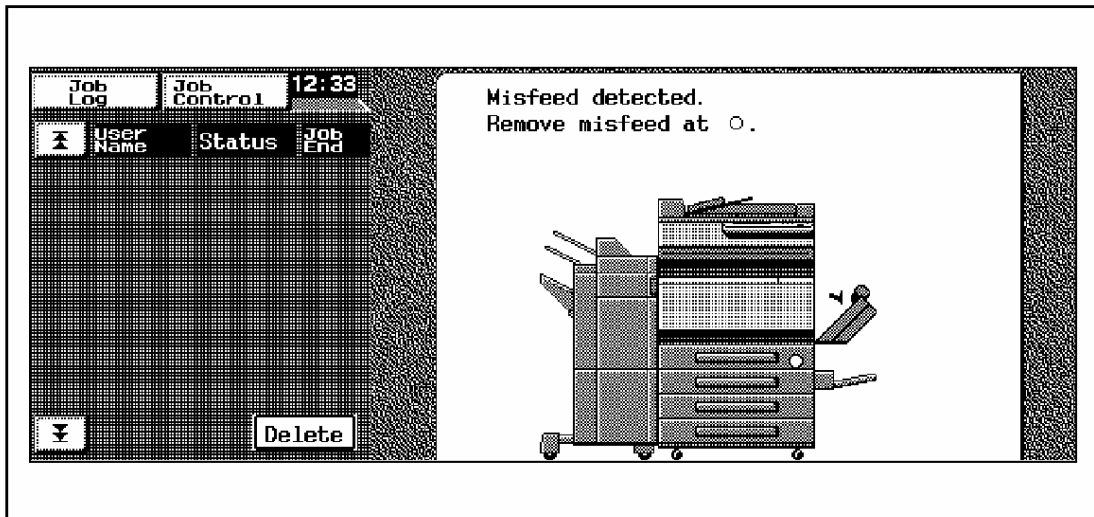 Job
Log
Job
Control
12:33
User
Name
Status
Job
End
Delete
Misfeed detected.
Remove misfeed at ○.